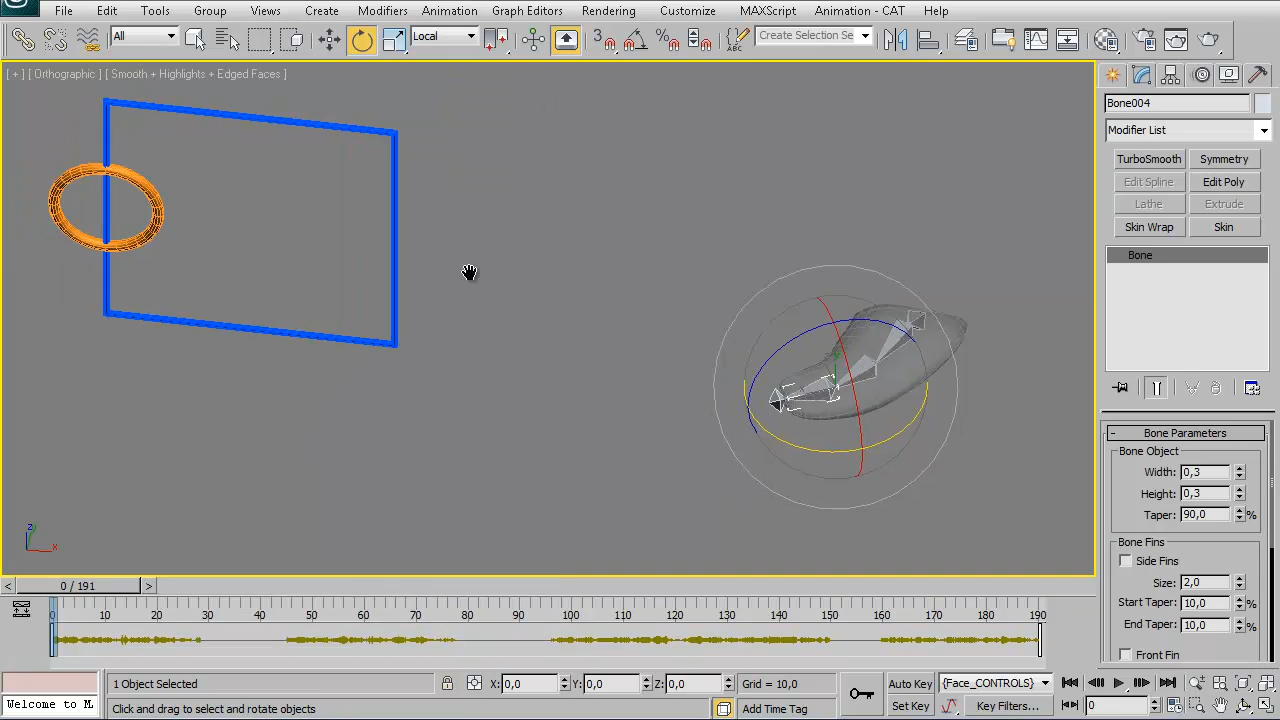 File Edit Tools Group Views Create Modifiers Animation Graph Editors Rendering Customize MAXScript Animation - CAT Help
All Local 3 Create Selection Se
[ + ] [ Orthographic ] [ Smooth + Highlights + Edged Faces ]
Bone004
Modifier List
TurboSmooth Symmetry
Edit Spline Edit Poly
Lathe Extrude
Skin Wrap Skin
Bone
- Bone Parameters
Bone Object
Width: 0,3
Height: 0,3
Taper: 90,0 %
Bone Fins
Side Fins
Size: 2,0
Start Taper: 10,0 %
End Taper: 10,0 %
Front Fin
z
x
< 0 / 191 >
0 10 20 30 40 50 60 70 80 90 100 110 120 130 140 150 160 170 180 190
1 Object Selected X: 0,0 Y: 0,0 Z: 0,0 Grid = 10,0 Auto Key {Face_CONTROLS}
Welcome to M. Click and drag to select and rotate objects Add Time Tag Set Key Key Filters... 0